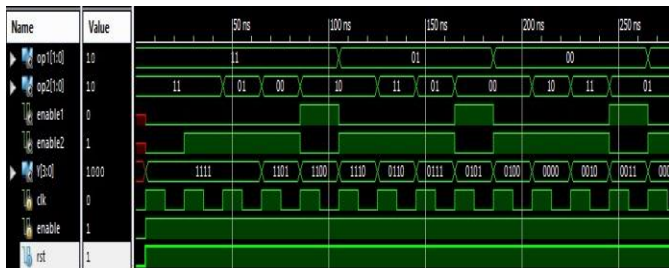 Name Value 50 ns 100 ns 150 ns 200 ns 250 ns
op1[1:0] 10 11 01 00
op2[1:0] 10 11 01 00 10 11 01 00 10 11 01
enable1 0
enable2 1
Y[3:0] 1000 1111 1101 1100 1110 0110 0111 0101 0100 0000 0010 0011
clk 0
enable 1
rst 1